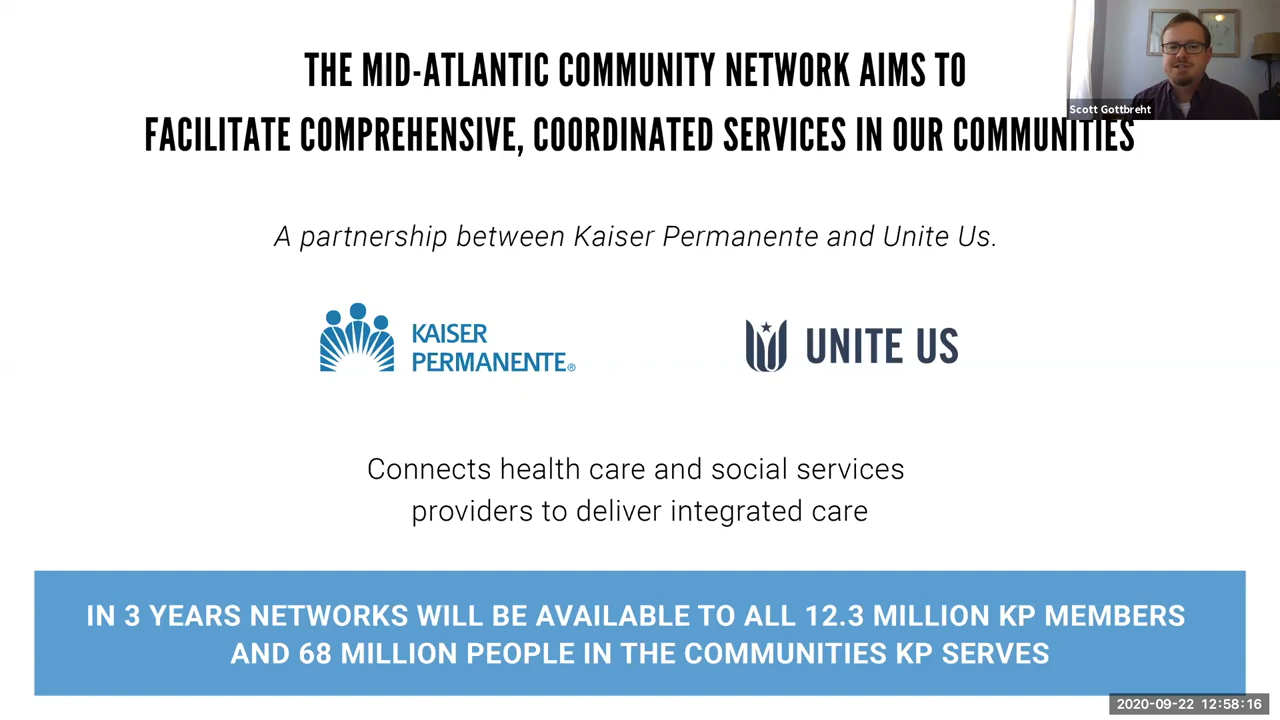 THE MID-ATLANTIC COMMUNITY NETWORK AIMS TO
FACILITATE COMPREHENSIVE, COORDINATED SERVICES IN OUR COMMUNITIES
Scott Gottbreht
A partnership between Kaiser Permanente and Unite Us.
KAISER
PERMANENTE®
UNITE US
Connects health care and social services
providers to deliver integrated care
IN 3 YEARS NETWORKS WILL BE AVAILABLE TO ALL 12.3 MILLION KP MEMBERS
AND 68 MILLION PEOPLE IN THE COMMUNITIES KP SERVES
2020-09-22 12:58:16